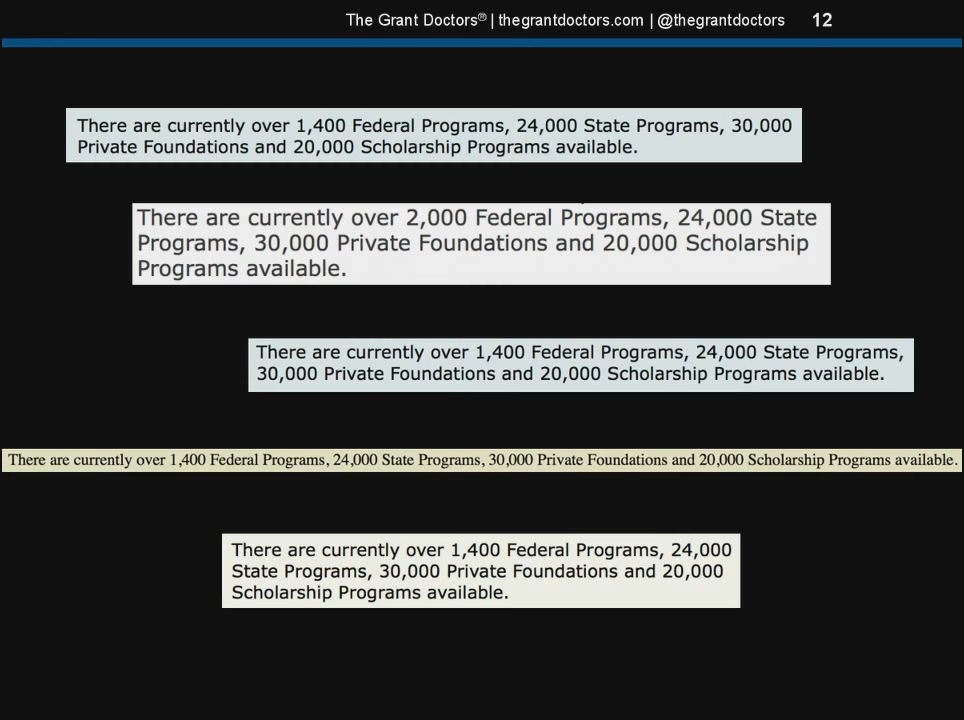 The Grant Doctors® | thegrantdoctors.com | @thegrantdoctors 12
There are currently over 1,400 Federal Programs, 24,000 State Programs, 30,000
Private Foundations and 20,000 Scholarship Programs available.
There are currently over 2,000 Federal Programs, 24,000 State
Programs, 30,000 Private Foundations and 20,000 Scholarship
Programs available.
There are currently over 1,400 Federal Programs, 24,000 State Programs,
30,000 Private Foundations and 20,000 Scholarship Programs available.
There are currently over 1,400 Federal Programs, 24,000 State Programs, 30,000 Private Foundations and 20,000 Scholarship Programs available.
There are currently over 1,400 Federal Programs, 24,000
State Programs, 30,000 Private Foundations and 20,000
Scholarship Programs available.